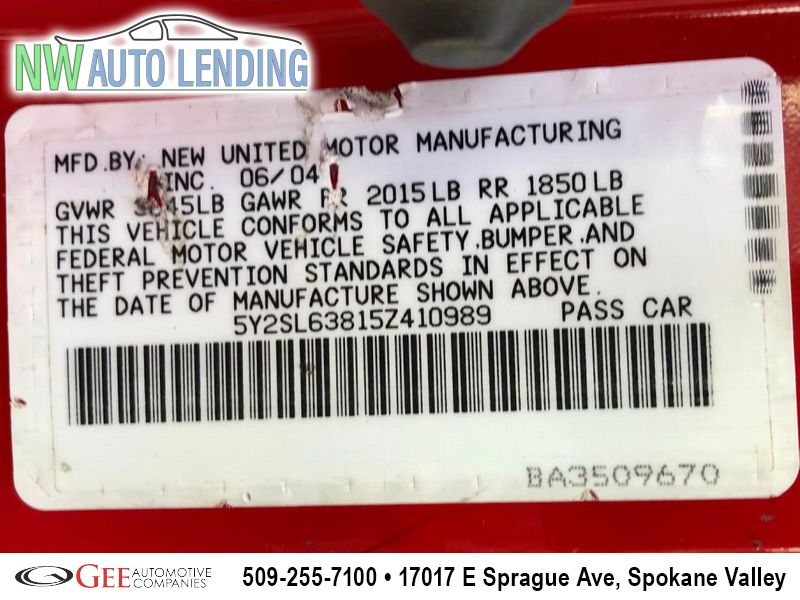 NW AUTO LENDING
MFD.BY. NEW UNITED MOTOR MANUFACTURING
INC. 06/04
GVWR LB GAWR 2015LB RR 1850LB
THIS VEHICLE CONFORMS TO ALL APPLICABLE
FEDERAL MOTOR VEHICLE SAFETY,BUMPER,AND
THEFT PREVENTION STANDARDS IN EFFECT ON
THE DATE OF MANUFACTURE SHOWN ABOVE.
5Y2SL63815Z410989 PASS CAR
BA3509670
GEE AUTOMOTIVE COMPANIES 509-255-7100 • 17017 E Sprague Ave, Spokane Valley